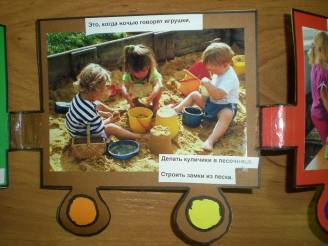 Это, когда ночью говорят игрушки,
Делать куличики в песочнице.
Строить замки из песка.